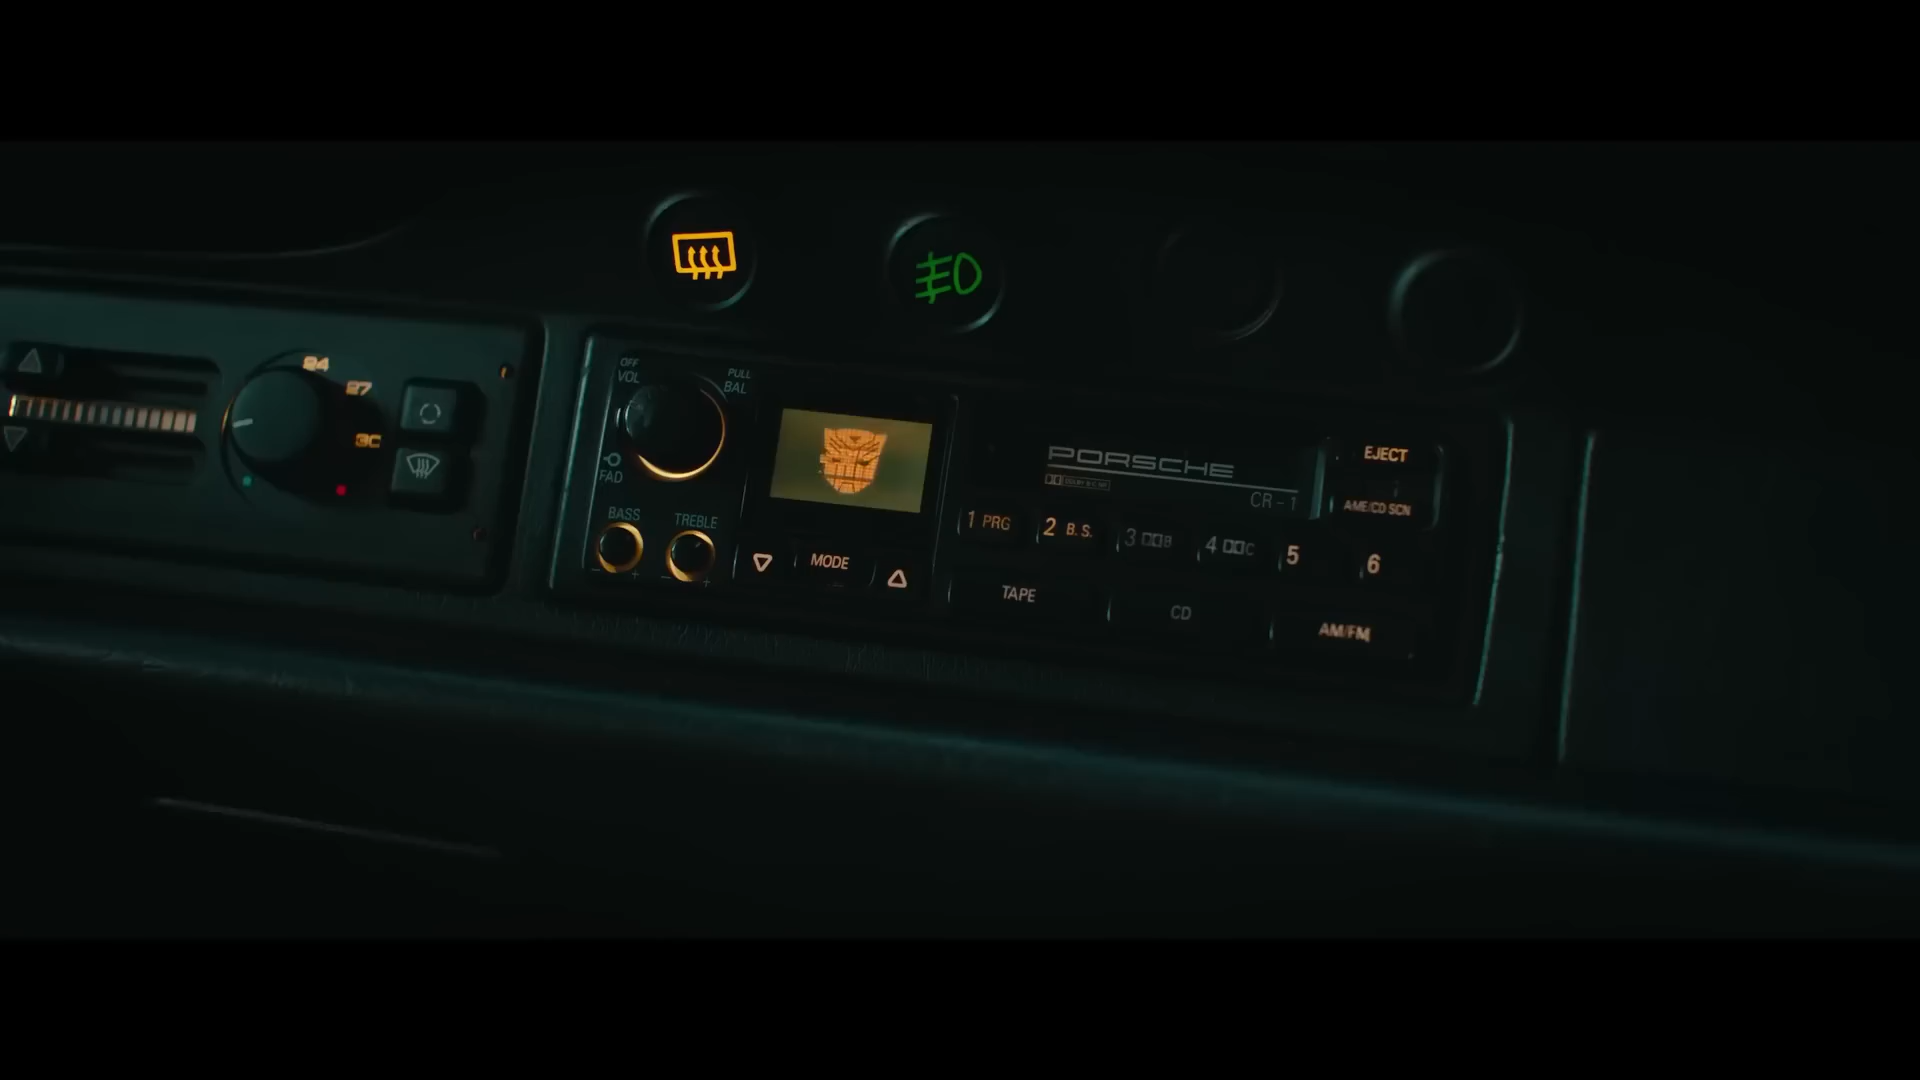 24
27
3C
OFF
VOL
PULL
BAL
FAD
BASS
TREBLE
- +
- +
MODE
PORSCHE
CR-1
EJECT
AME/CD SCN
1 PRG
2 B.S.
3 B
4 C
5
6
TAPE
CD
AM/FM